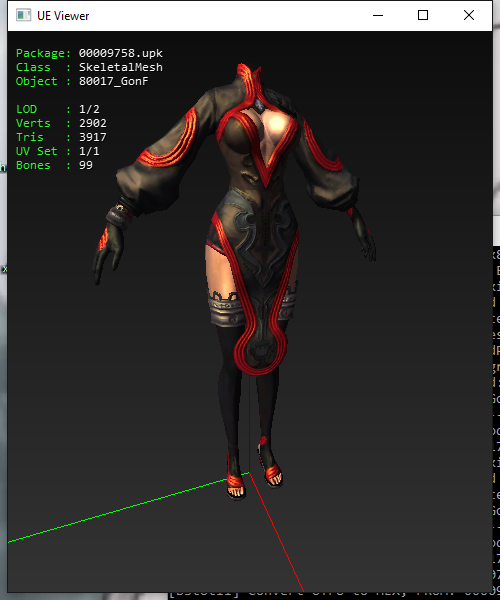 UE Viewer
Package: 00009758.upk
Class : SkeletalMesh
Object : 80017_GonF
LOD : 1/2
Verts : 2902
Tris : 3917
UV Set : 1/1
Bones : 99